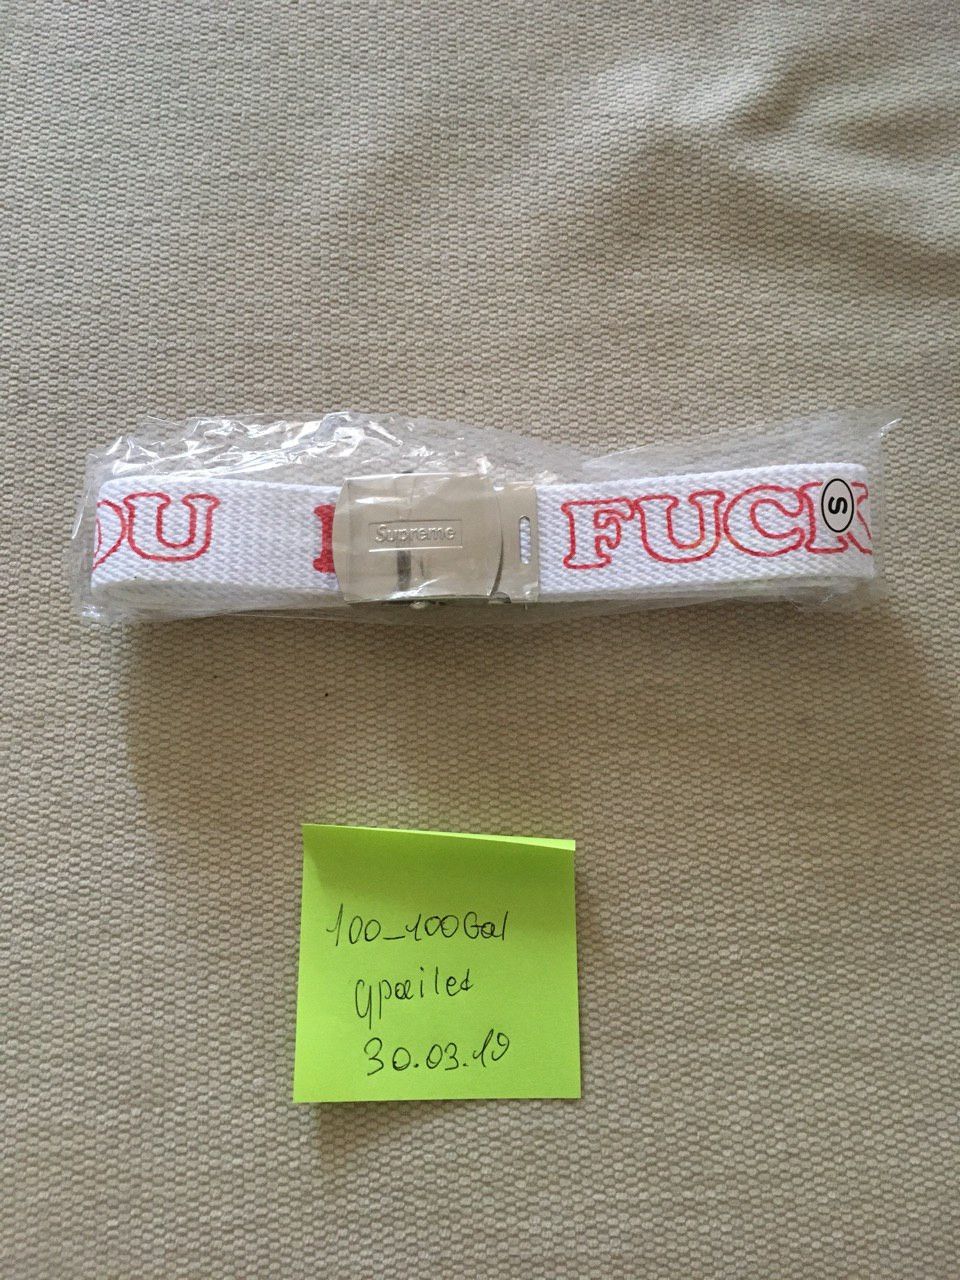 OU
Supreme
FUCK
S
100_100Gal
30.03.19